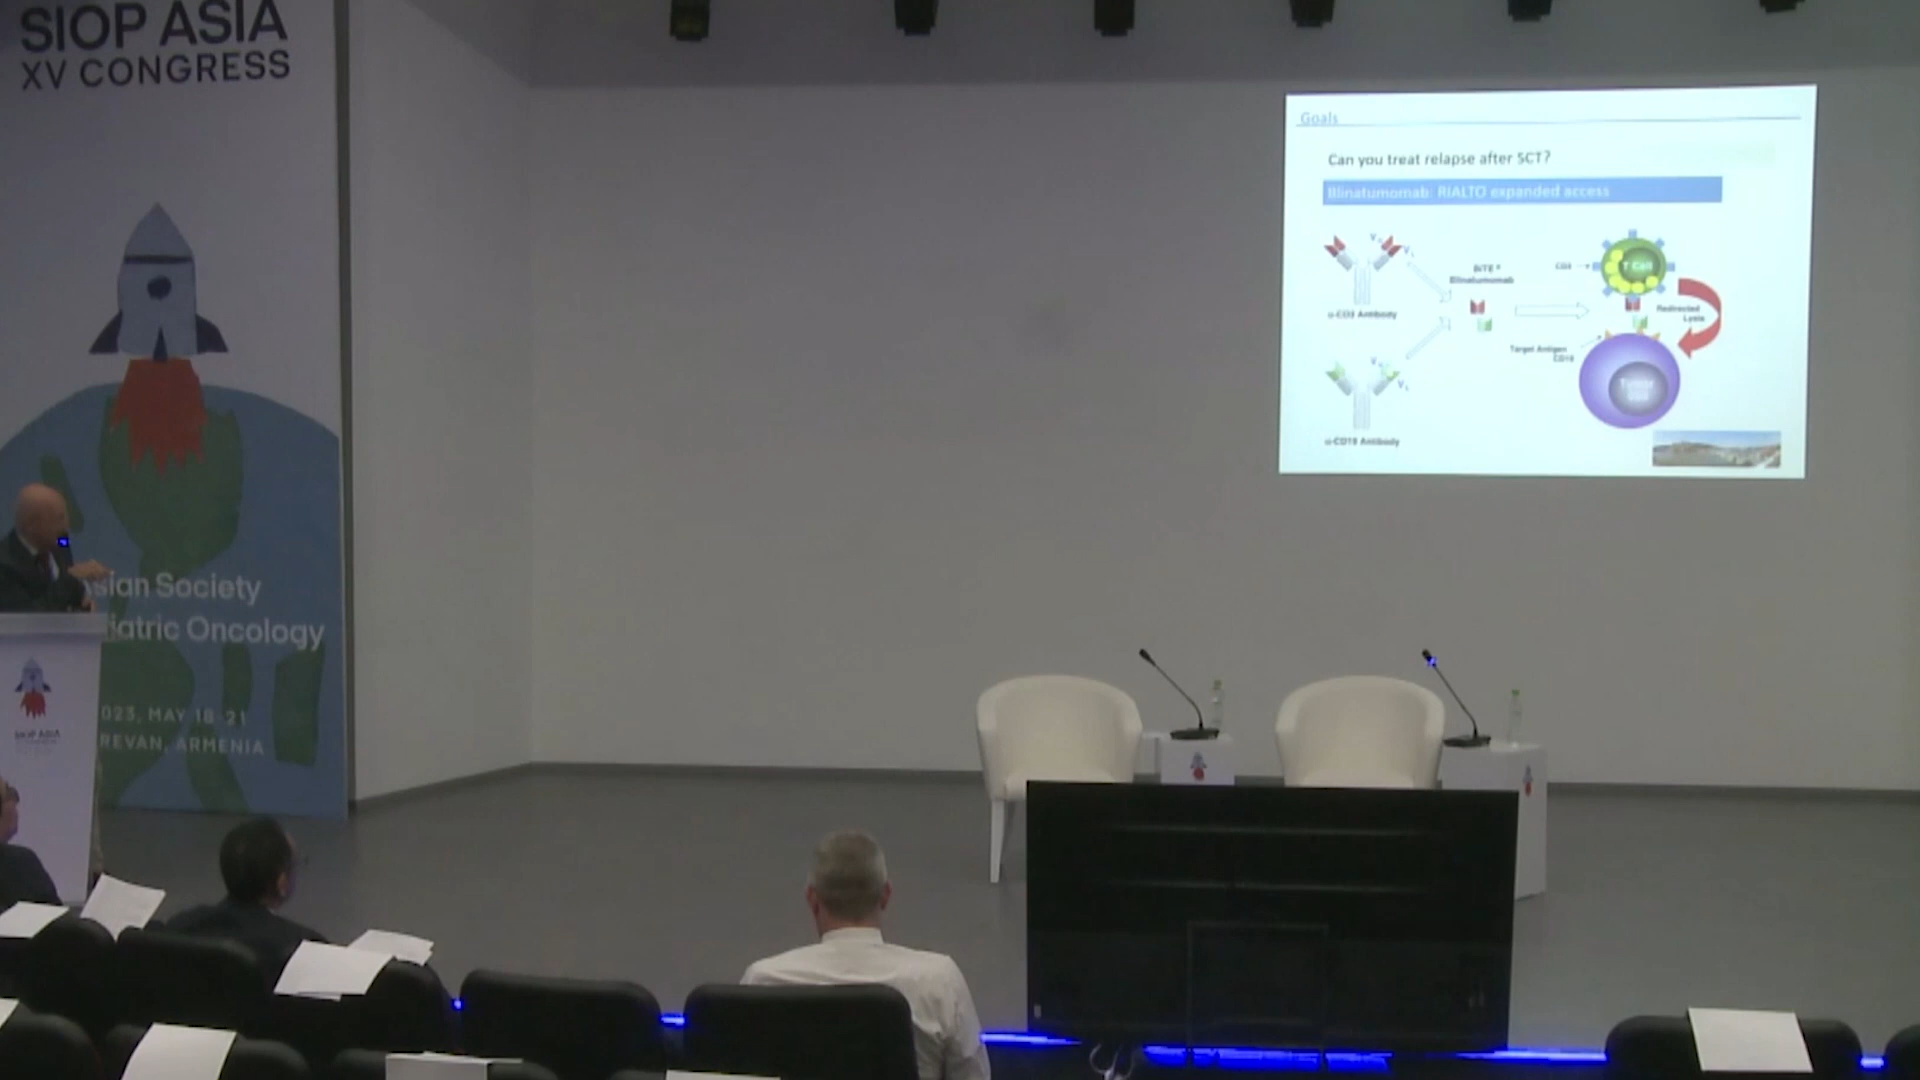 SIOP ASIA
XV CONGRESS
sian Society
iatric Oncology
023, MAY 18-21
REVAN, ARMENIA
SIOP ASIA
Goals
Can you treat relapse after SCT?
Blinatumomab: RIALTO expanded access
α-CD3 Antibody
BiTE®
Blinatumomab
CD3
T Cell
Redirected
Lysis
Target Antigen
CD19
Tumor
α-CD19 Antibody